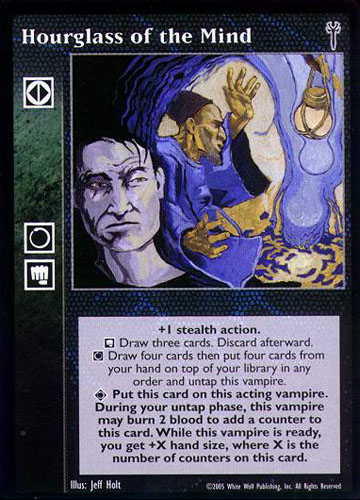 Hourglass of the Mind
+1 stealth action.
Draw three cards. Discard afterward.
Draw four cards then put four cards from
your hand on top of your library in any
order and untap this vampire.
Put this card on this acting vampire.
During your untap phase, this vampire
may burn 2 blood to add a counter to
this card. While this vampire is ready,
you get +X hand size, where X is the
number of counters on this card.
Illus: Jeff Holt ©2005 White Wolf Publishing, Inc. All Rights Reserved